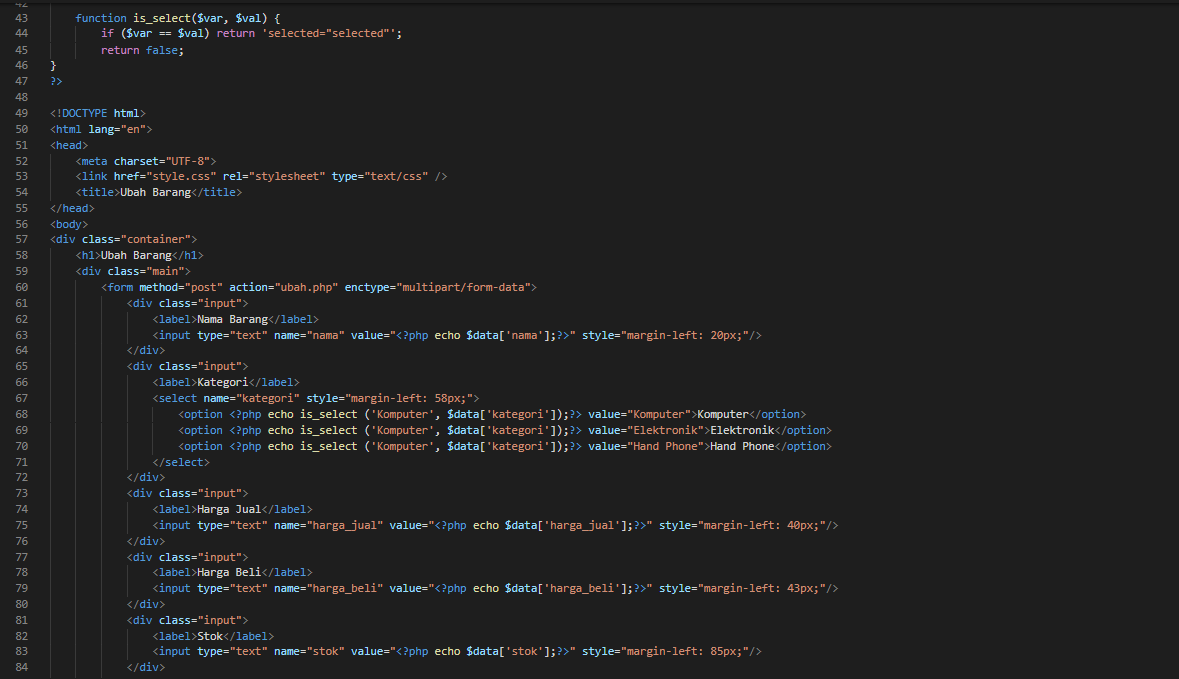 42
43 function is_select($var, $val) {
44 if ($var == $val) return 'selected="selected"';
45 return false;
46 }
47 ?>
48
49 <!DOCTYPE html>
50 <html lang="en">
51 <head>
52 <meta charset="UTF-8">
53 <link href="style.css" rel="stylesheet" type="text/css" />
54 <title>Ubah Barang</title>
55 </head>
56 <body>
57 <div class="container">
58 <h1>Ubah Barang</h1>
59 <div class="main">
60 <form method="post" action="ubah.php" enctype="multipart/form-data">
61 <div class="input">
62 <label>Nama Barang</label>
63 <input type="text" name="nama" value="<?php echo $data['nama'];?>" style="margin-left: 20px;"/>
64 </div>
65 <div class="input">
66 <label>Kategori</label>
67 <select name="kategori" style="margin-left: 58px;">
68 <option <?php echo is_select ('Komputer', $data['kategori']);?> value="Komputer">Komputer</option>
69 <option <?php echo is_select ('Komputer', $data['kategori']);?> value="Elektronik">Elektronik</option>
70 <option <?php echo is_select ('Komputer', $data['kategori']);?> value="Hand Phone">Hand Phone</option>
71 </select>
72 </div>
73 <div class="input">
74 <label>Harga Jual</label>
75 <input type="text" name="harga_jual" value="<?php echo $data['harga_jual'];?>" style="margin-left: 40px;"/>
76 </div>
77 <div class="input">
78 <label>Harga Beli</label>
79 <input type="text" name="harga_beli" value="<?php echo $data['harga_beli'];?>" style="margin-left: 43px;"/>
80 </div>
81 <div class="input">
82 <label>Stok</label>
83 <input type="text" name="stok" value="<?php echo $data['stok'];?>" style="margin-left: 85px;"/>
84 </div>